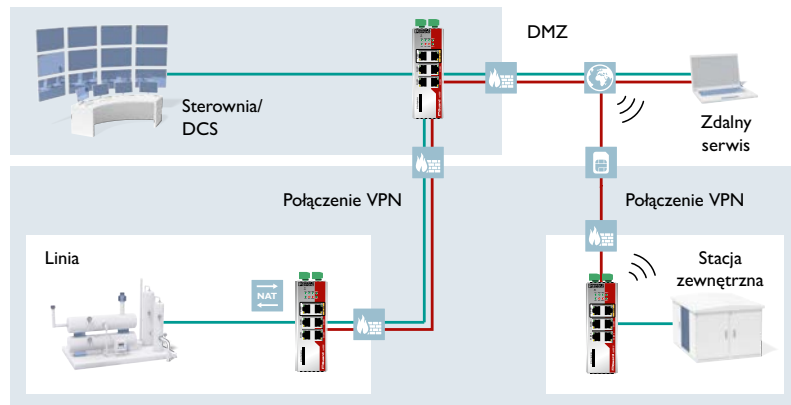 DMZ
Sterownia/
DCS
Zdalny
serwis
Połączenie VPN
Połączenie VPN
Linia
NAT
Stacja
zewnętrzna